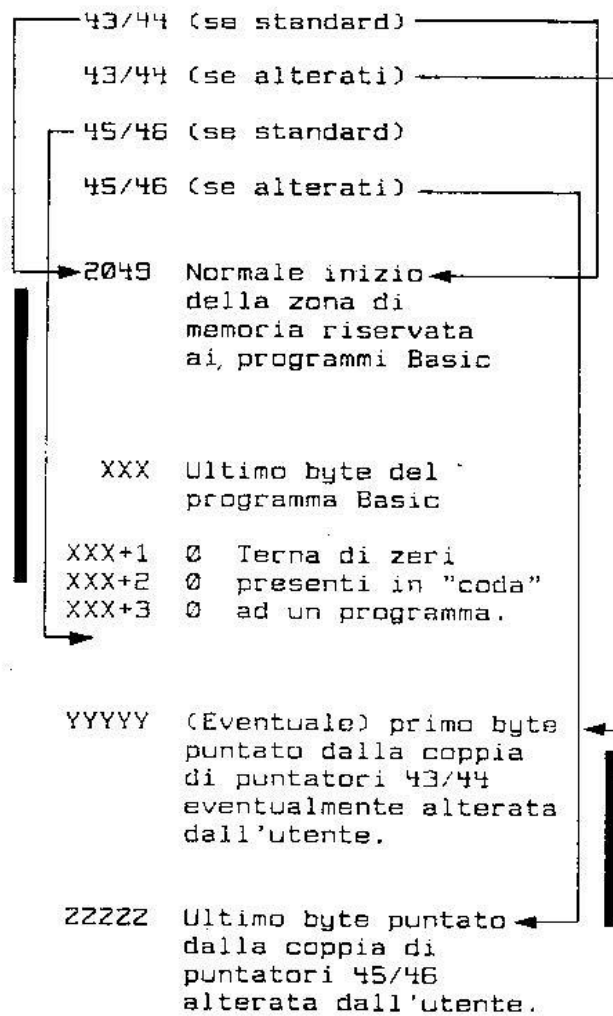 43/44 (se standard)
43/44 (se alterati)
45/46 (se standard)
45/46 (se alterati)
2049 Normale inizio
della zona di
memoria riservata
ai programmi Basic
XXX Ultimo byte del
programma Basic
XXX+1 0 Terna di zeri
XXX+2 0 presenti in "coda"
XXX+3 0 ad un programma.
YYYYY (Eventuale) primo byte
puntato dalla coppia
di puntatori 43/44
eventualmente alterata
dall'utente.
ZZZZZ Ultimo byte puntato
dalla coppia di
puntatori 45/46
alterata dall'utente.